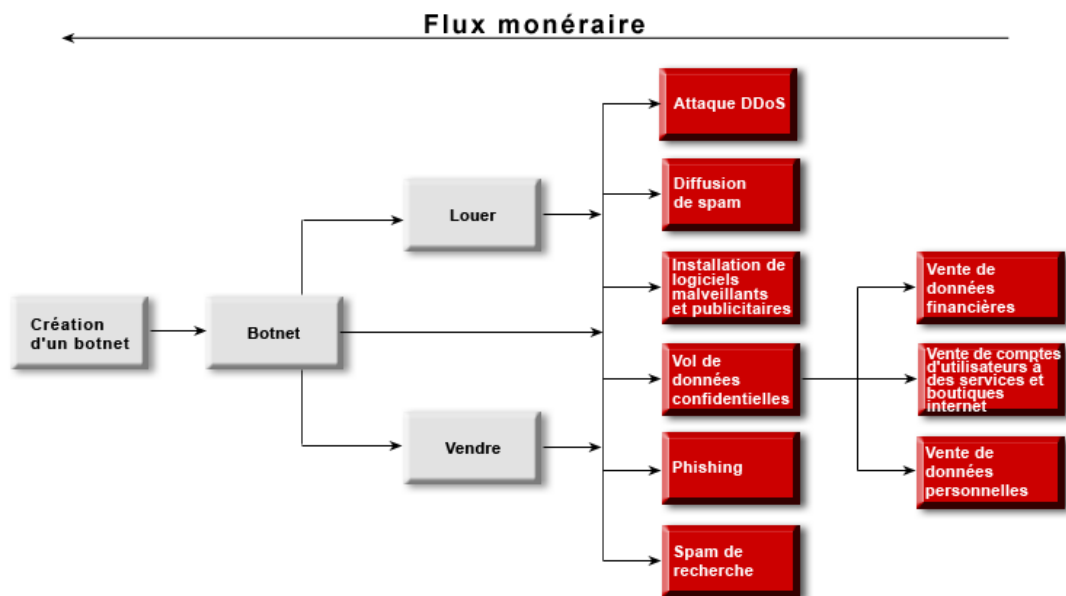 Flux monéraire
Création
d'un botnet
Botnet
Louer
Vendre
Attaque DDoS
Diffusion
de spam
Installation de
logiciels
malveillants
et publicitaires
Vol de
données
confidentielles
Phishing
Spam de
recherche
Vente de
données
financières
Vente de comptes
d'utilisateurs à
des services et
boutiques
internet
Vente de
données
personnelles